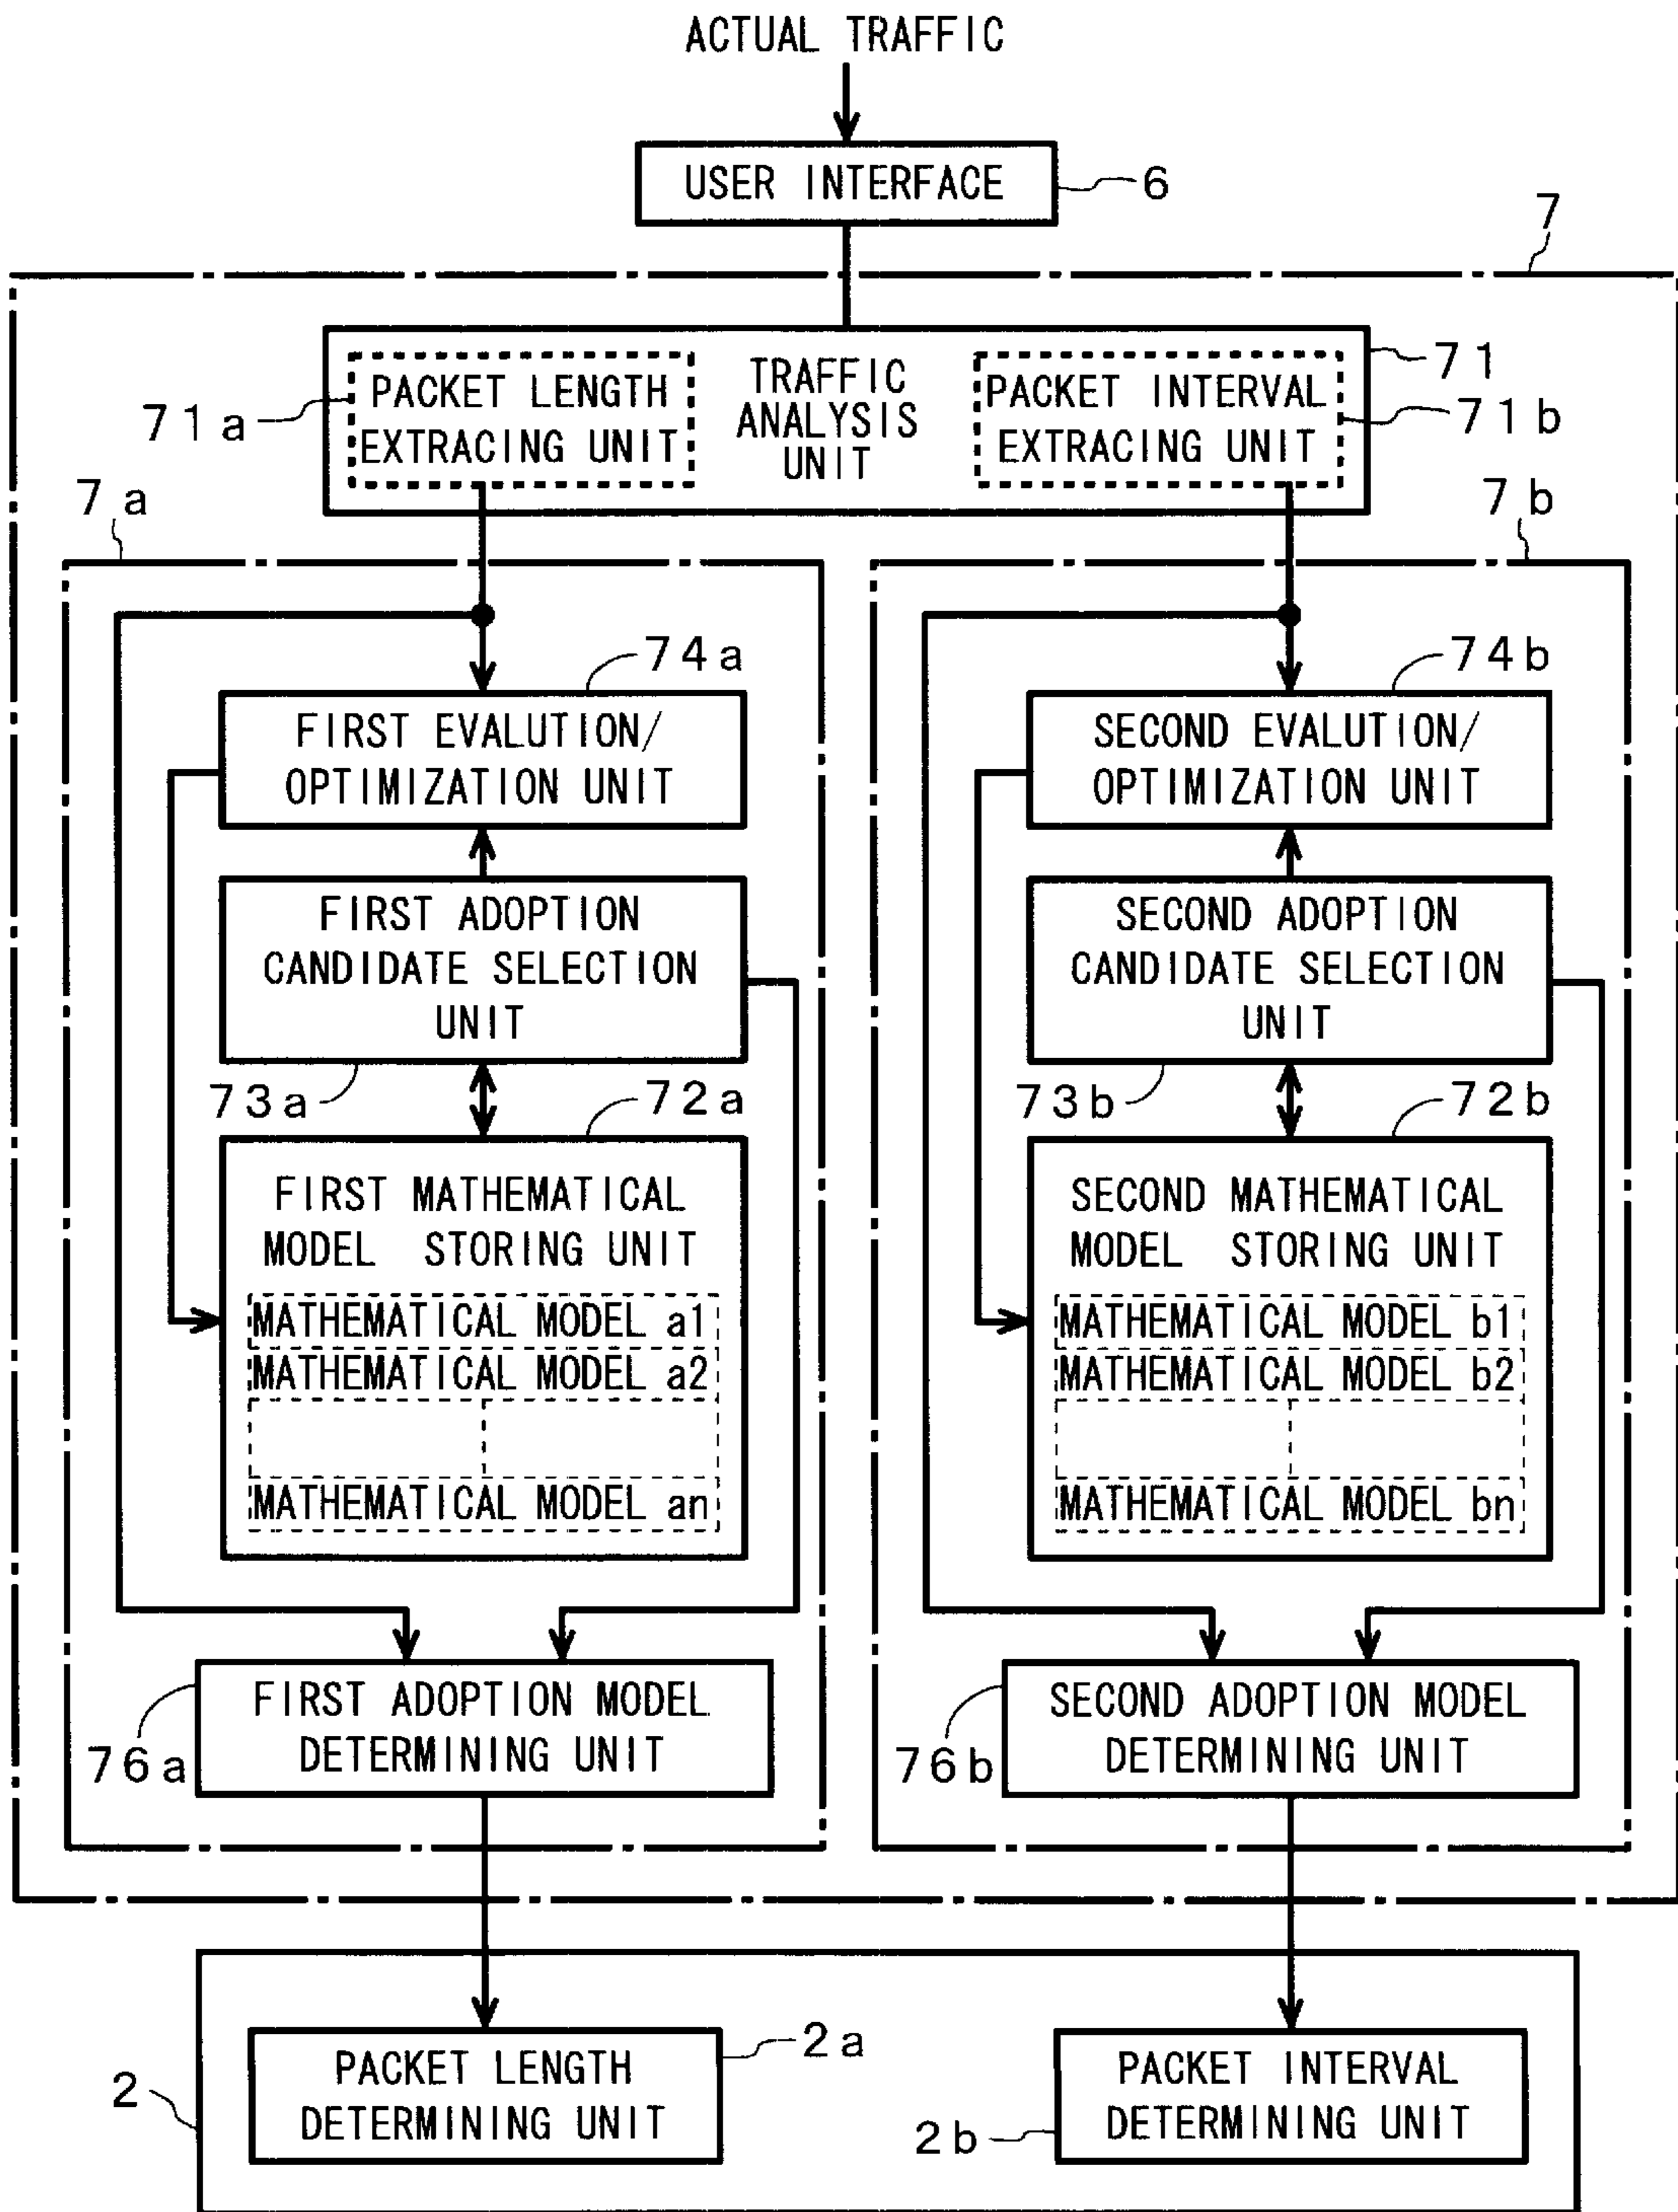 ACTUAL TRAFFIC
USER INTERFACE
6
7
PACKET LENGTH
EXTRACING UNIT
71a
TRAFFIC
ANALYSIS
UNIT
PACKET INTERVAL
EXTRACING UNIT
71
71b
7a
7b
74a
FIRST EVALUTION/
OPTIMIZATION UNIT
FIRST ADOPTION
CANDIDATE SELECTION
UNIT
73a
72a
FIRST MATHEMATICAL
MODEL STORING UNIT
MATHEMATICAL MODEL a1
MATHEMATICAL MODEL a2
MATHEMATICAL MODEL an
FIRST ADOPTION MODEL
DETERMINING UNIT
76a
74b
SECOND EVALUTION/
OPTIMIZATION UNIT
SECOND ADOPTION
CANDIDATE SELECTION
UNIT
73b
72b
SECOND MATHEMATICAL
MODEL STORING UNIT
MATHEMATICAL MODEL b1
MATHEMATICAL MODEL b2
MATHEMATICAL MODEL bn
SECOND ADOPTION MODEL
DETERMINING UNIT
76b
2
PACKET LENGTH
DETERMINING UNIT
2a
PACKET INTERVAL
DETERMINING UNIT
2b